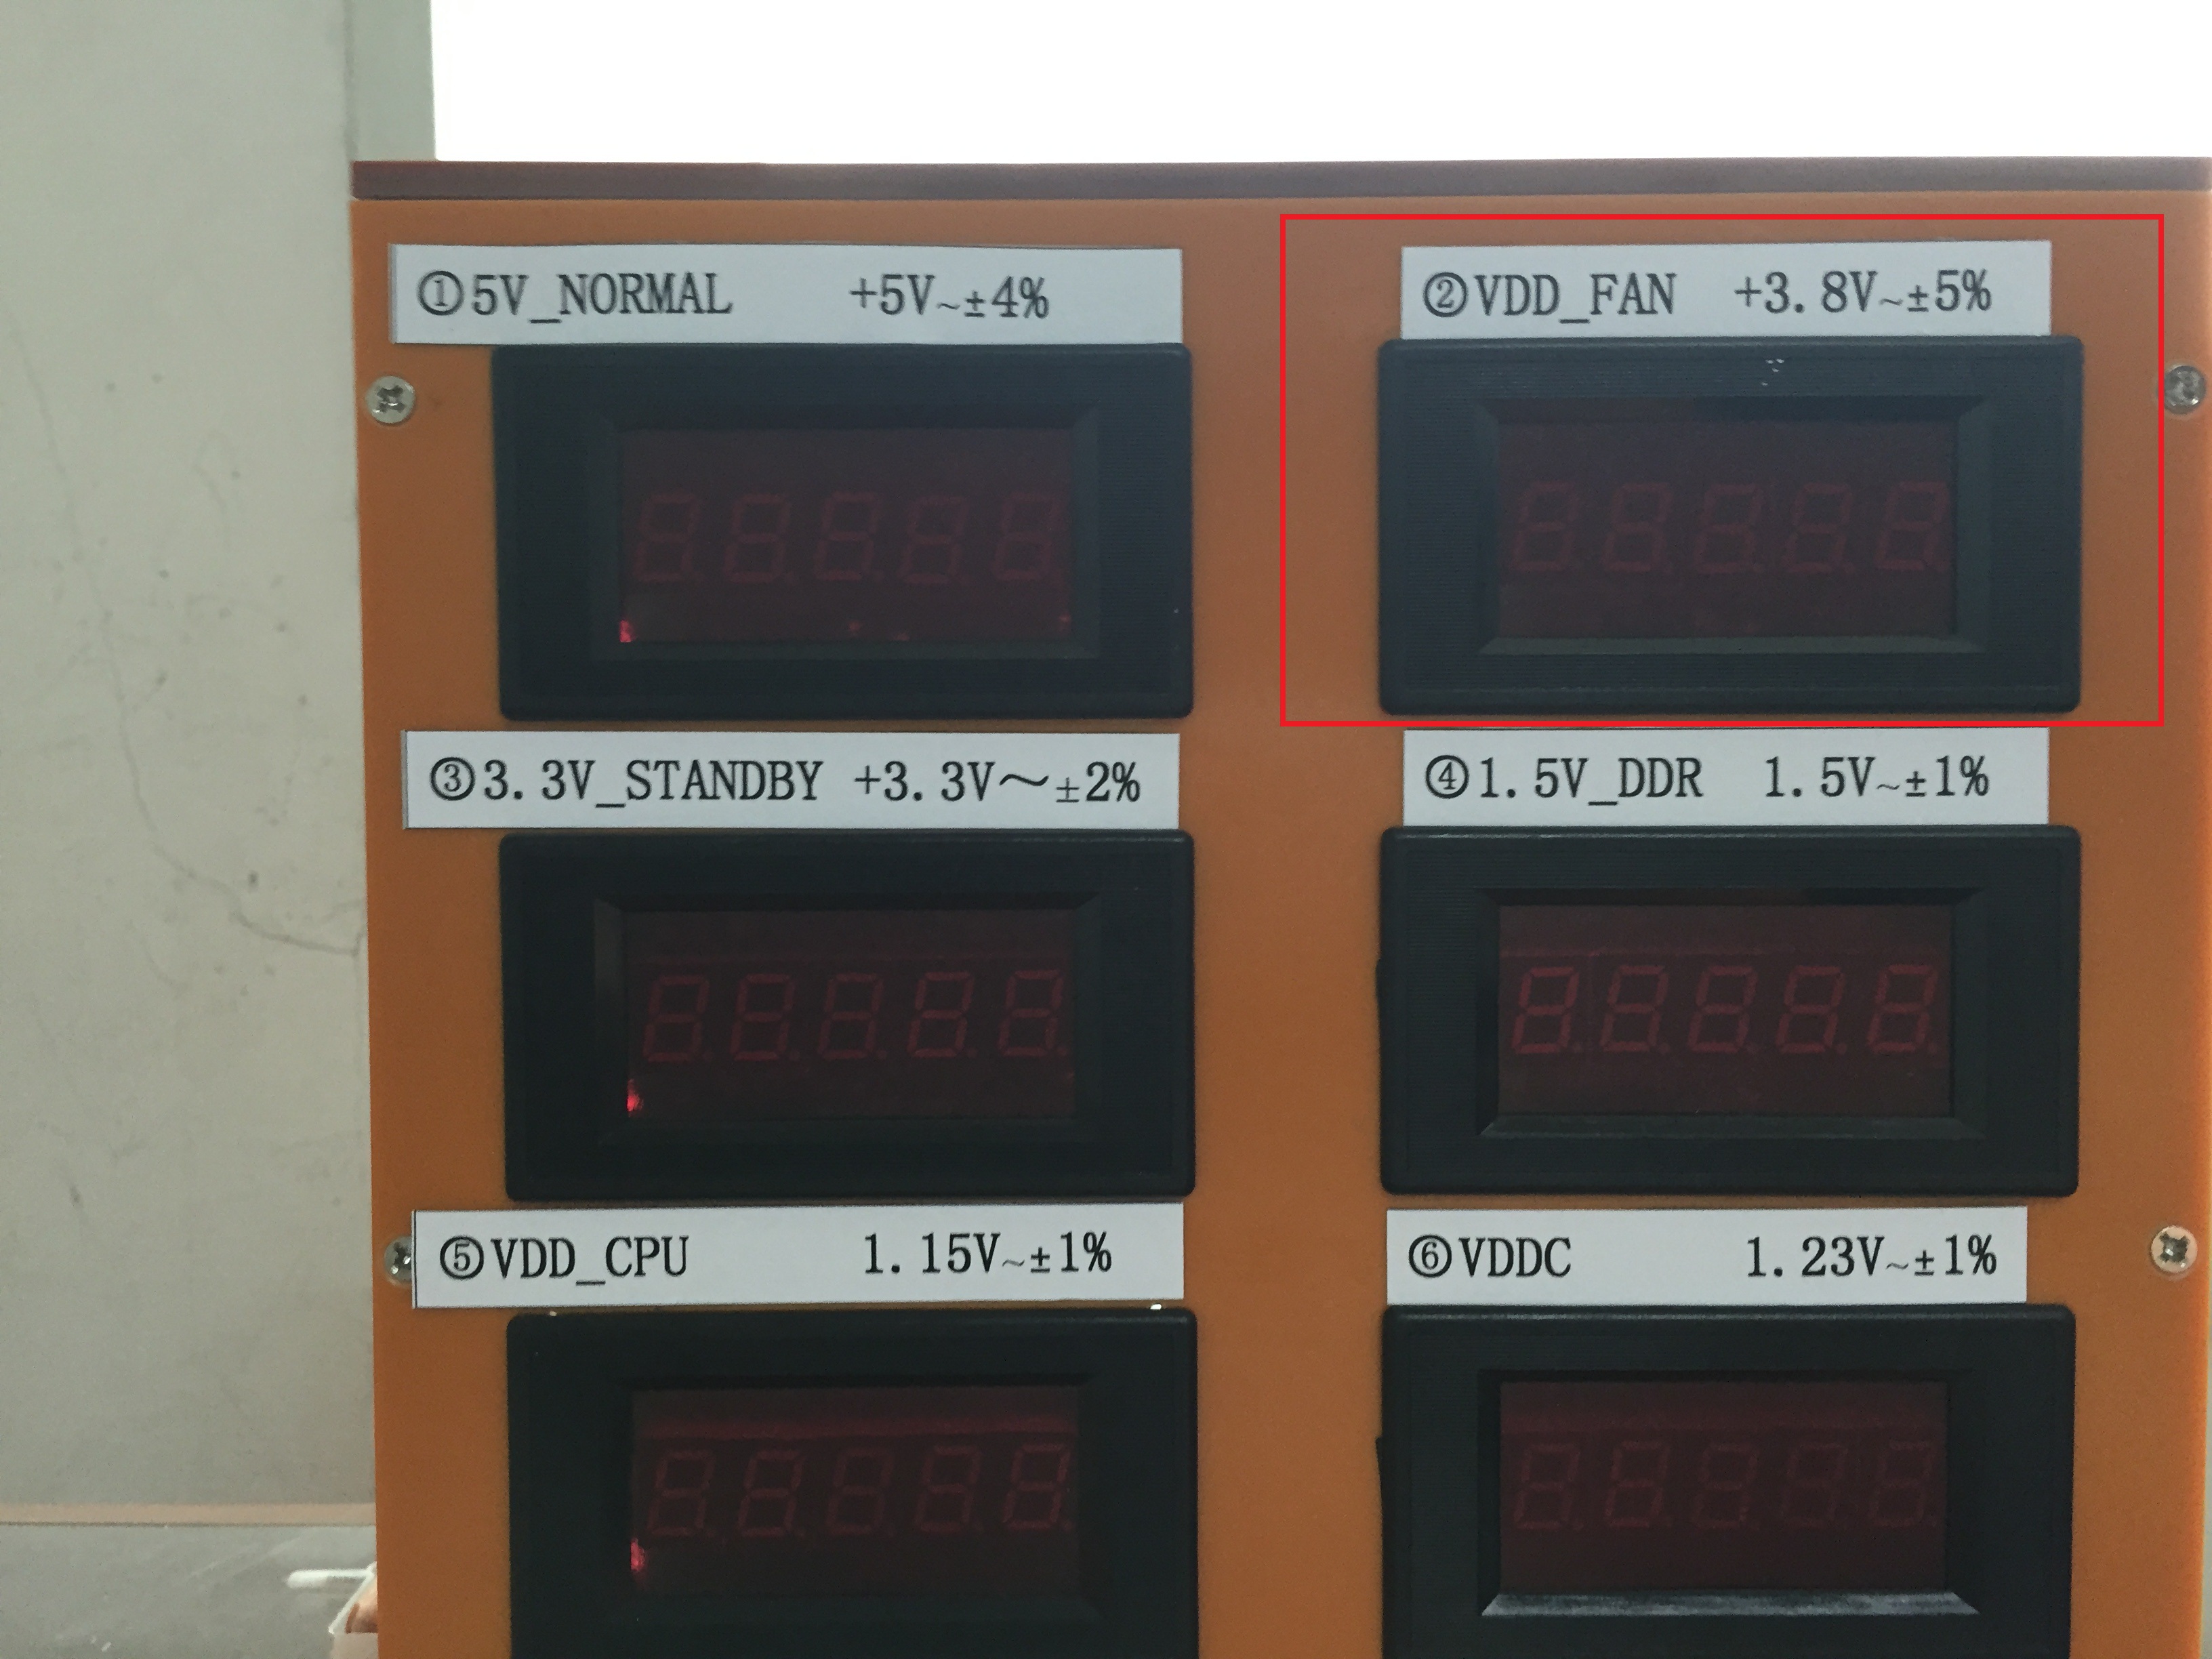 ①5V_NORMAL +5V~±4%
②VDD_FAN +3.8V~±5%
③3.3V_STANDBY +3.3V~±2%
④1.5V_DDR 1.5V~±1%
⑤VDD_CPU 1.15V~±1%
⑥VDDC 1.23V~±1%